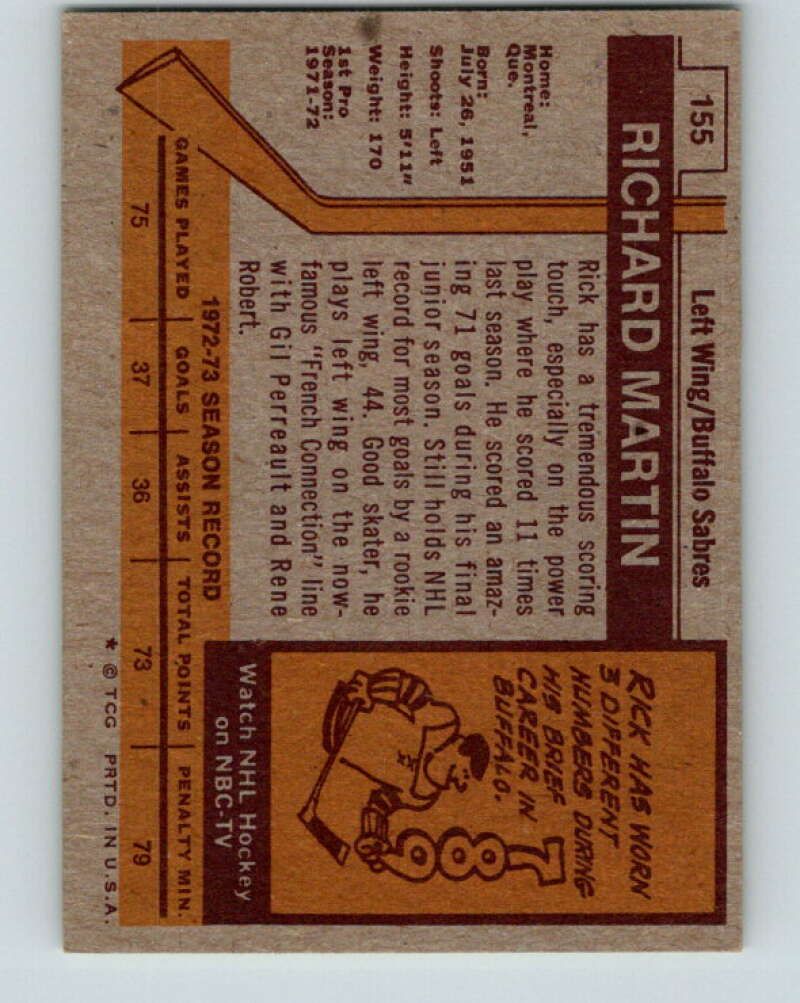 155
Left Wing/Buffalo Sabres
RICHARD MARTIN
Home:
Montreal,
Que.
Born:
July 26, 1951
Shoots: Left
Height: 5'11"
Weight: 170
1st Pro
Season:
1971-72
Rick has a tremendous scoring
touch, especially on the power
play where he scored 11 times
last season. He scored an amaz-
ing 71 goals during his final
junior season. Still holds NHL
record for most goals by a rookie
left wing, 44. Good skater, he
plays left wing on the now-
famous "French Connection" line
with Gil Perreault and Rene
Robert.
RICK HAS WORN
3 DIFFERENT
NUMBERS DURING
HIS BRIEF
CAREER IN
BUFFALO.
7
8
9
Watch NHL Hockey
on NBC-TV
1972-73 SEASON RECORD
GAMES PLAYED GOALS ASSISTS TOTAL POINTS PENALTY MIN.
75 37 36 73 79
* © TCG PRTD. IN U.S.A.